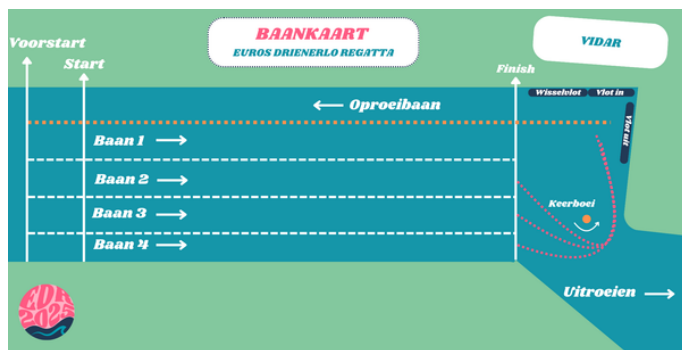 BAANKAART
EUROS DRIENERLO REGATTA
VIDAR
Voorstart
Start
Finish
Wisselvlot
Vlot in
Vlot uit
Oproeibaan
Baan 1
Baan 2
Baan 3
Baan 4
Keerboei
Uitroeien
EDR
2025